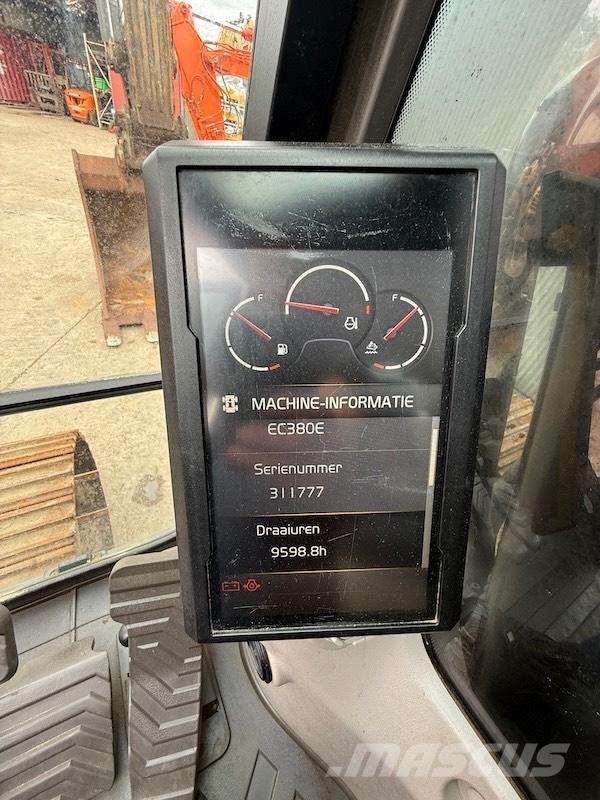 F
F
MACHINE-INFORMATIE
EC380E
Serienummer
311777
Draaiuren
9598.8h
MASCUS